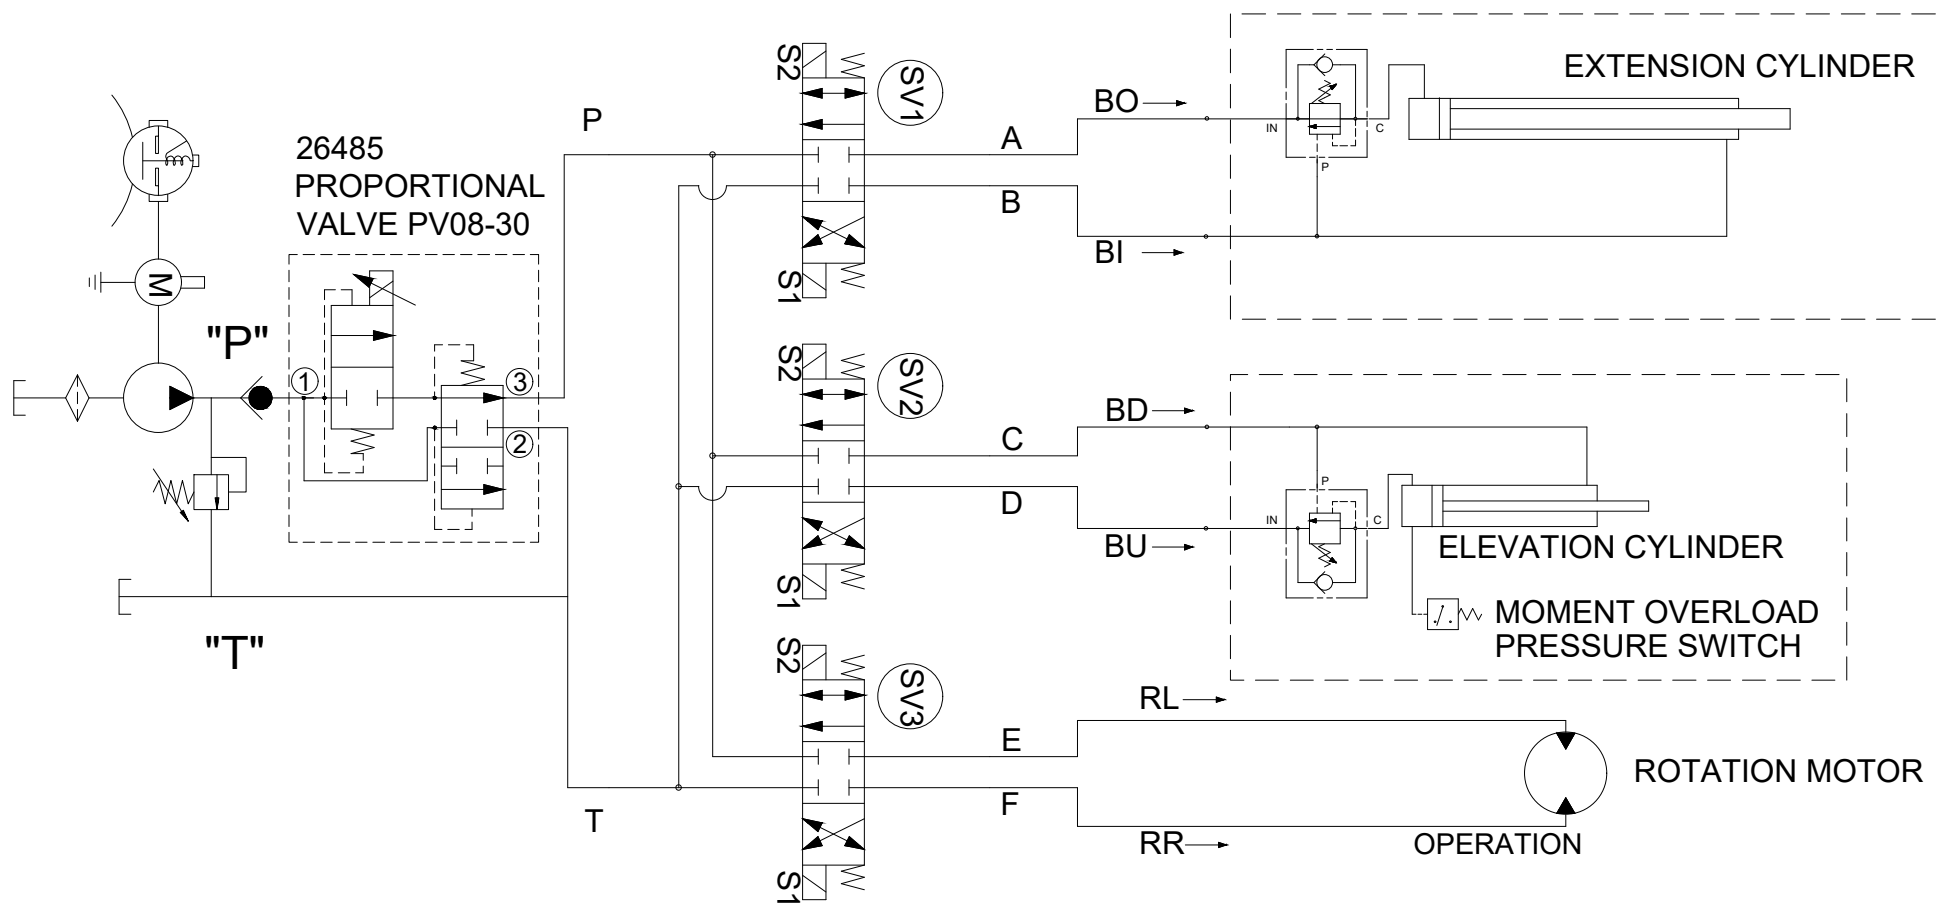 26485
PROPORTIONAL
VALVE PV08-30
"P"
M
1
3
2
"T"
P
T
S2
SV1
S1
A
B
BO
BI
EXTENSION CYLINDER
IN
C
P
S2
SV2
S1
C
D
BD
BU
P
IN
C
ELEVATION CYLINDER
MOMENT OVERLOAD
PRESSURE SWITCH
S2
SV3
S1
E
F
RL
RR
ROTATION MOTOR
OPERATION